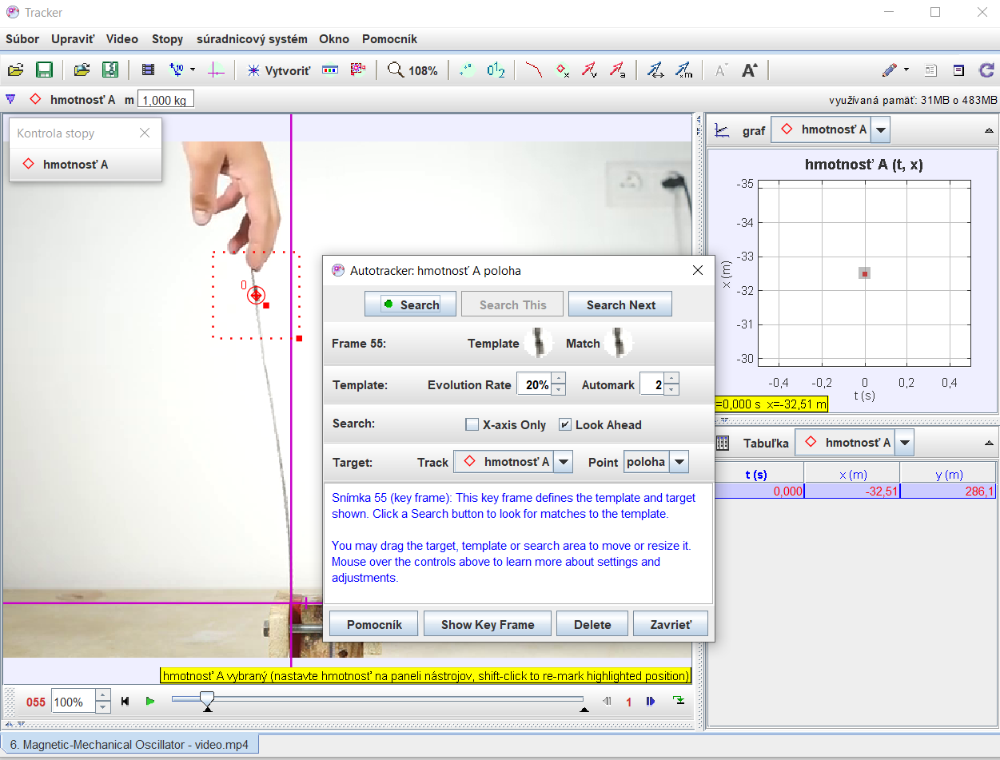 Tracker
Súbor Upraviť Video Stopy súradnicový systém Okno Pomocník
Vytvoriť 108%
hmotnosť A m 1,000 kg
využívaná pamäť: 31MB o 483MB
Kontrola stopy
hmotnosť A
0
graf hmotnosť A
hmotnosť A (t, x)
-35
-34
-33
-32
-31
-30
x (m)
-0,4 -0,2 0 0,2 0,4
t (s)
=0,000 s x=-32,51 m
Tabuľka hmotnosť A
t (s) x (m) y (m)
0,000 -32,51 286,1
Autotracker: hmotnosť A poloha
Search Search This Search Next
Frame 55: Template Match
Template: Evolution Rate 20% Automark 2
Search: X-axis Only Look Ahead
Target: Track hmotnosť A Point poloha
Snímka 55 (key frame): This key frame defines the template and target
shown. Click a Search button to look for matches to the template.
You may drag the target, template or search area to move or resize it.
Mouse over the controls above to learn more about settings and
adjustments.
Pomocník Show Key Frame Delete Zavrieť
hmotnosť A vybraný (nastavte hmotnosť na paneli nástrojov, shift-click to re-mark highlighted position)
055 100% 1
6. Magnetic-Mechanical Oscillator - video.mp4